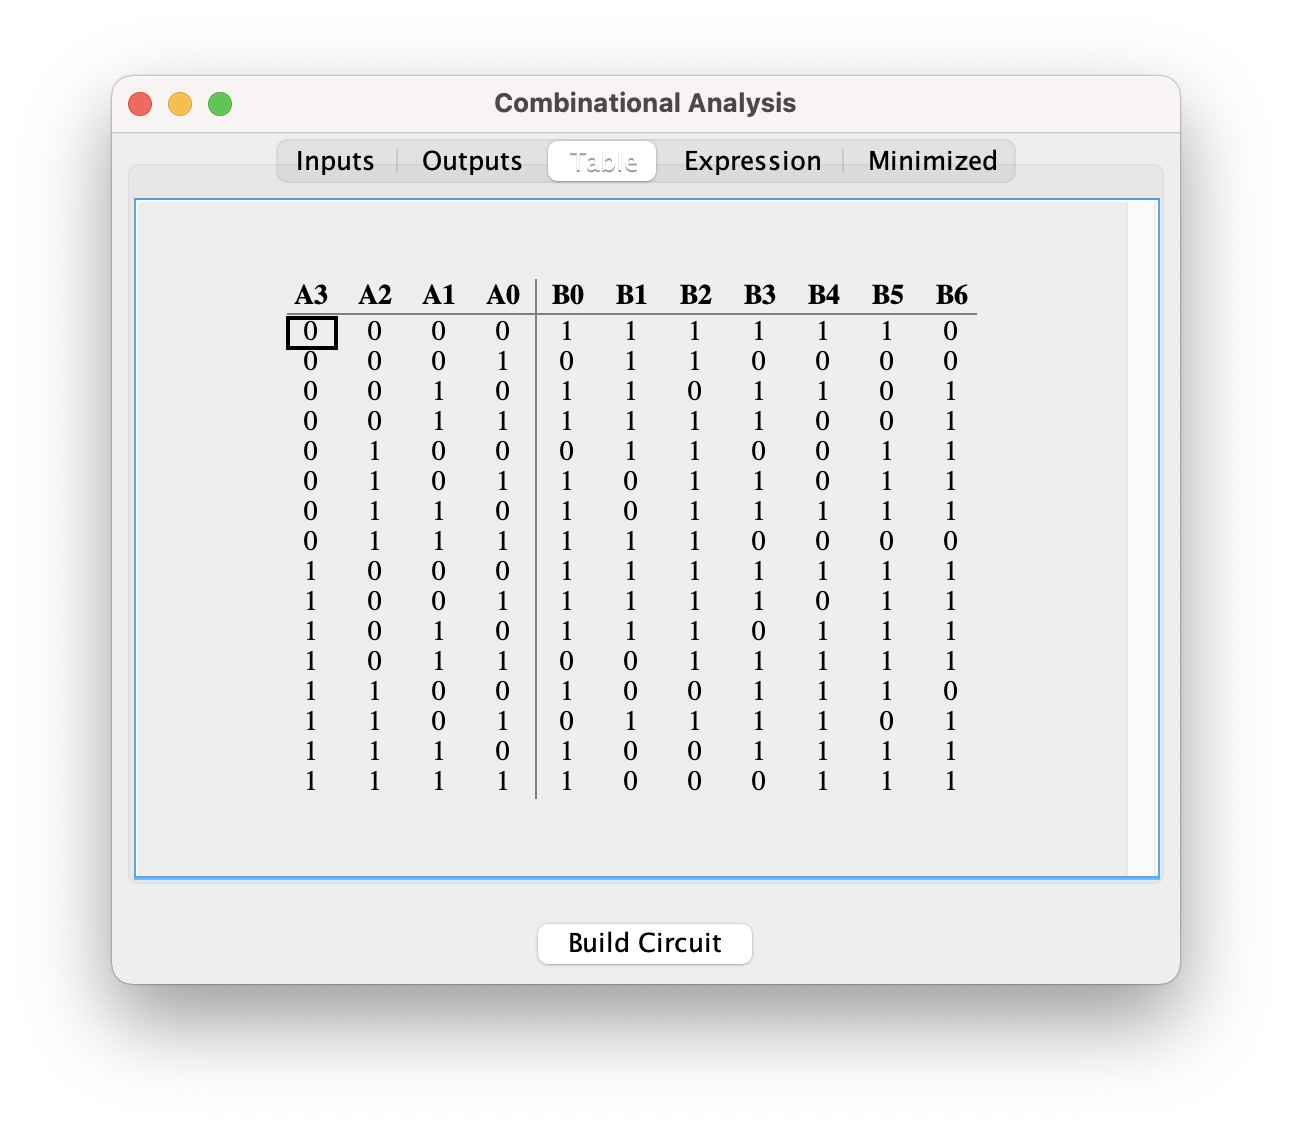 Combinational Analysis
Inputs Outputs Table Expression Minimized
A3 A2 A1 A0 B0 B1 B2 B3 B4 B5 B6
0 0 0 0 1 1 1 1 1 1 0
0 0 0 1 0 1 1 0 0 0 0
0 0 1 0 1 1 0 1 1 0 1
0 0 1 1 1 1 1 1 0 0 1
0 1 0 0 0 1 1 0 0 1 1
0 1 0 1 1 0 1 1 0 1 1
0 1 1 0 1 0 1 1 1 1 1
0 1 1 1 1 1 1 0 0 0 0
1 0 0 0 1 1 1 1 1 1 1
1 0 0 1 1 1 1 1 0 1 1
1 0 1 0 1 1 1 0 1 1 1
1 0 1 1 0 0 1 1 1 1 1
1 1 0 0 1 0 0 1 1 1 0
1 1 0 1 0 1 1 1 1 0 1
1 1 1 0 1 0 0 1 1 1 1
1 1 1 1 1 0 0 0 1 1 1
Build Circuit